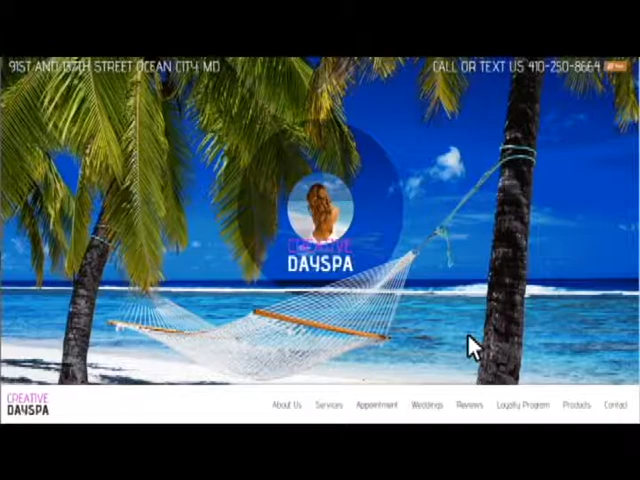 91ST AND 137TH STREET OCEAN CITY, MD
CALL OR TEXT US 410-250-8664
CREATIVE
DAYSPA
CREATIVE
DAYSPA
About Us Services Appointment Weddings Reviews Loyalty Program Products Contact